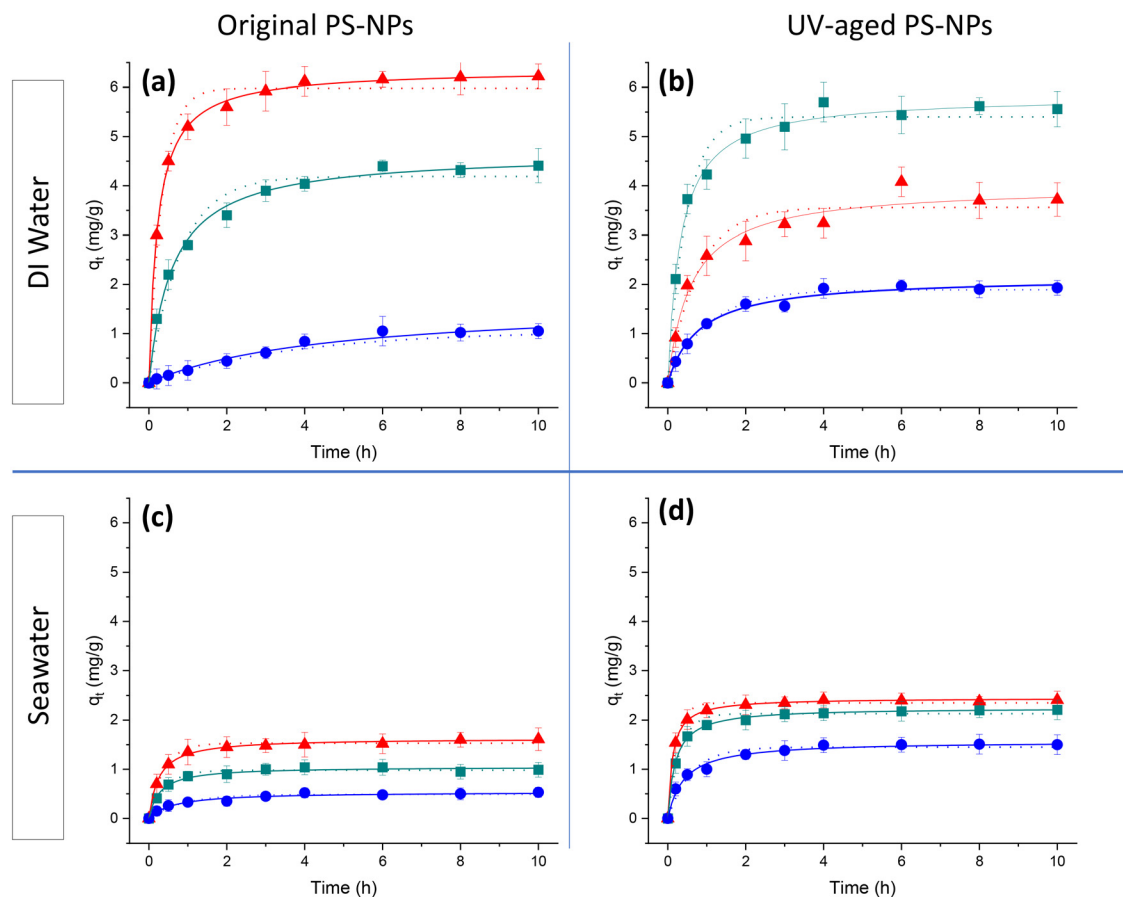 Original PS-NPs
UV-aged PS-NPs
DI Water
(a)
6
5
4
3
2
1
0
qt (mg/g)
0 2 4 6 8 10
Time (h)
(b)
6
5
4
3
2
1
0
qt (mg/g)
0 2 4 6 8 10
Time (h)
Seawater
(c)
6
5
4
3
2
1
0
qt (mg/g)
0 2 4 6 8 10
Time (h)
(d)
6
5
4
3
2
1
0
qt (mg/g)
0 2 4 6 8 10
Time (h)